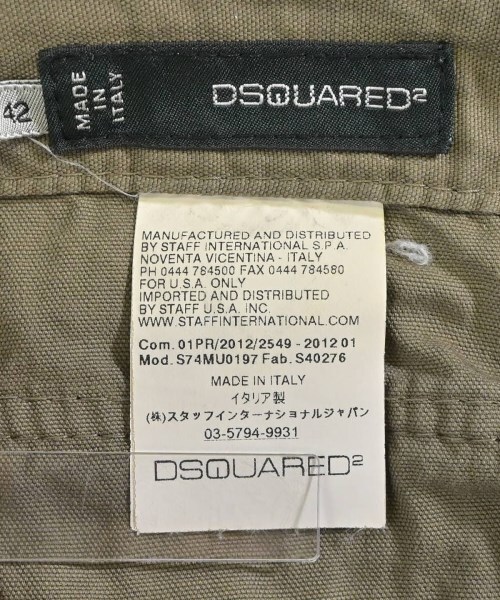 42
MADE
IN
ITALY
DSQUARED2
MANUFACTURED AND DISTRIBUTED
BY STAFF INTERNATIONAL S.P.A.
NOVENTA VICENTINA - ITALY
PH 0444 784500 FAX 0444 784580
FOR U.S.A. ONLY
IMPORTED AND DISTRIBUTED
BY STAFF U.S.A. INC.
WWW.STAFFINTERNATIONAL.COM
Com. 01PR/2012/2549 - 2012 01
Mod. S74MU0197 Fab. S40276
MADE IN ITALY
イタリア製
(株)スタッフインターナショナルジャパン
03-5794-9931
DSQUARED2